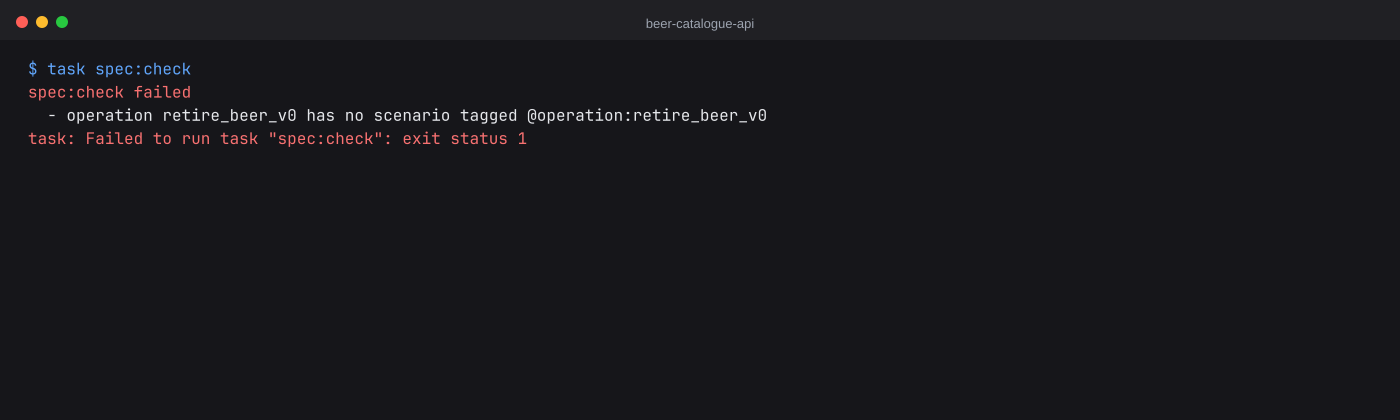 beer-catalogue-api
$ task spec:check
spec:check failed
  - operation retire_beer_v0 has no scenario tagged @operation:retire_beer_v0
task: Failed to run task "spec:check": exit status 1